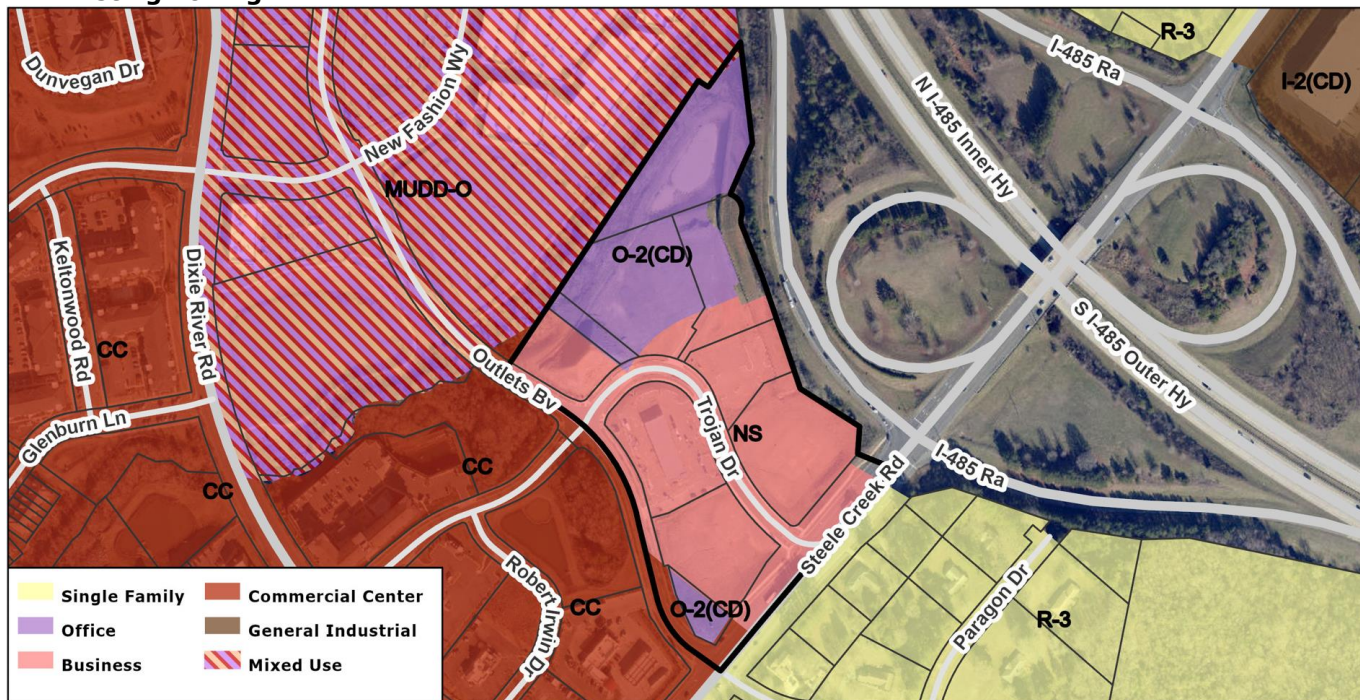 Dunvegan Dr
New Fashion Wy
I-485 Ra
R-3
I-2(CD)
N I-485 Inner Hy
MUDD-O
O-2(CD)
Keltonwood Rd
Dixie River Rd
CC
S I-485 Outer Hy
Outlets Bv
Glenburn Ln
Trojan Dr
NS
CC
CC
I-485 Ra
Steele Creek Rd
Robert Irwin Dr
CC
O-2(CD)
Paragon Dr
R-3
Single Family
Commercial Center
Office
General Industrial
Business
Mixed Use